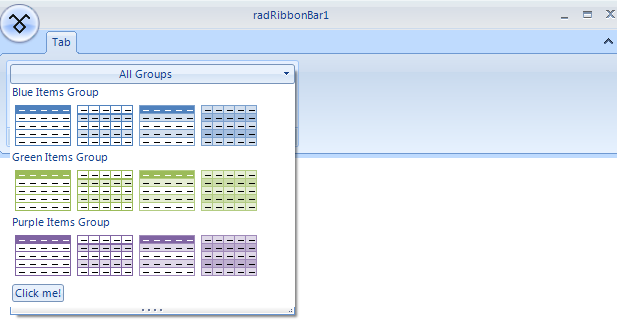 radRibbonBar1
Tab
All Groups
Blue Items Group
Green Items Group
Purple Items Group
Click me!